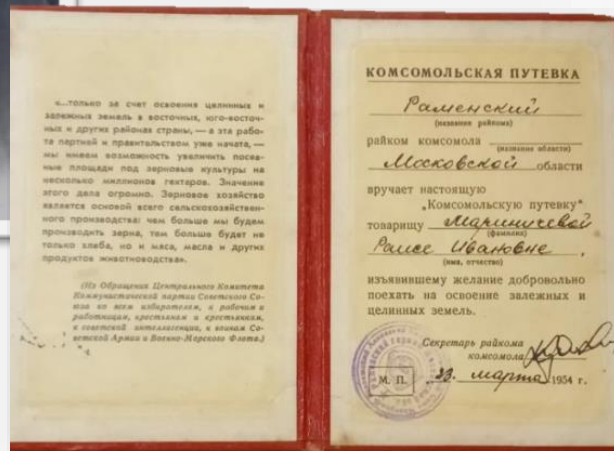 «...только за счет освоения целинных и
залежных земель в восточных, юго-восточ-
ных и других районах страны, — а эта рабо-
та партией и правительством уже начата, —
мы имеем возможность увеличить посев-
ные площади под зерновые культуры на
несколько миллионов гектаров. Значение
этого дела огромно. Зерновое хозяйство
является основой всего сельскохозяйствен-
ного производства: чем больше мы будем
производить зерна, тем больше будет не
только хлеба, но и мяса, масла и других
продуктов животноводства».
(Из Обращения Центрального Комитета
Коммунистической партии Советского Со-
юза ко всем избирателям, к рабочим и
работницам, крестьянам и крестьянкам,
к советской интеллигенции, к воинам Со-
ветской Армии и Военно-Морского Флота.)
КОМСОМОЛЬСКАЯ ПУТЕВКА
Раменский
(название райкома)
райком комсомола
(название области)
Московской области
вручает настоящую
„Комсомольскую путевку"
товарищу Мариничевой
(фамилия)
Раисе Ивановне,
(имя, отчество)
изъявившему желание добровольно
поехать на освоение залежных и
целинных земель.
Секретарь райкома
комсомола
М. П. „23. марта 1954 г.